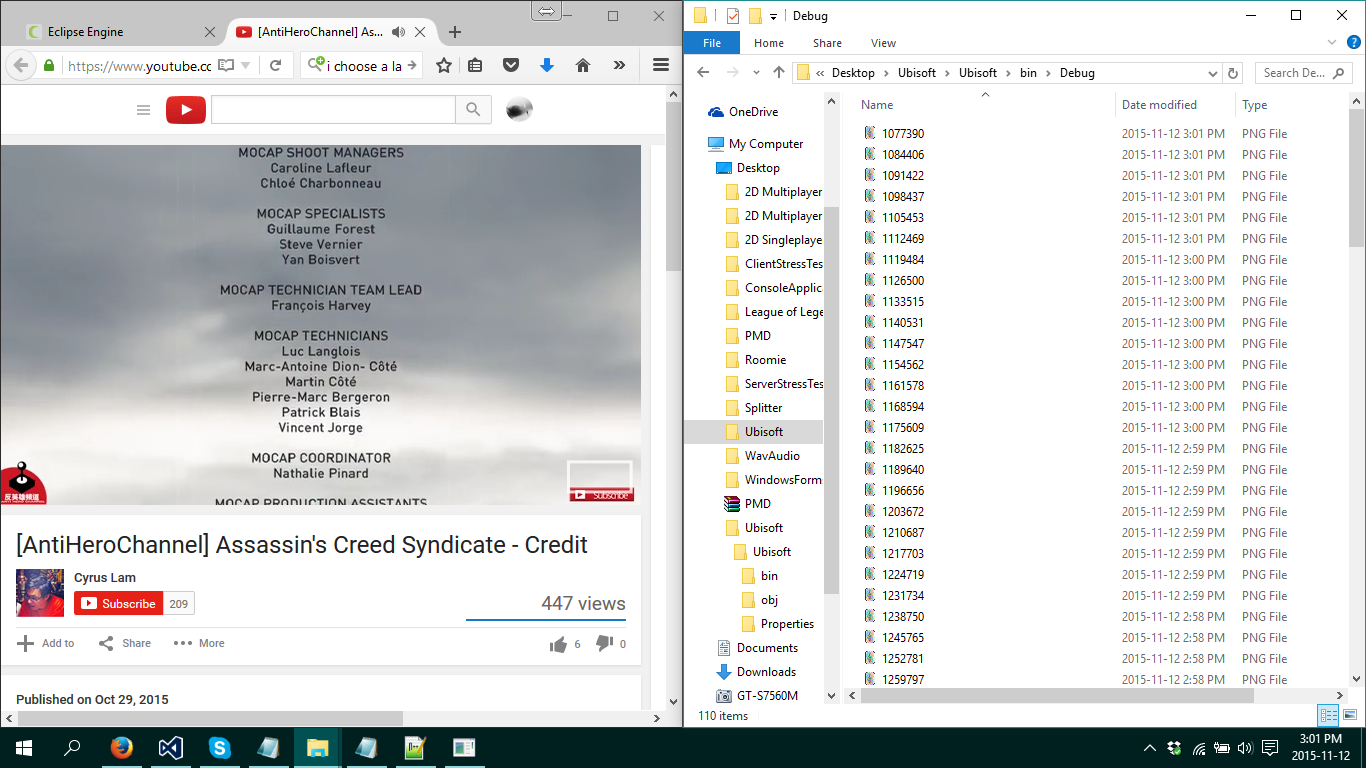 Eclipse Engine
[AntiHeroChannel] As...
https://www.youtube.cc
i choose a la
MOCAP SHOOT MANAGERS
Caroline Lafleur
Chloé Charbonneau
MOCAP SPECIALISTS
Guillaume Forest
Steve Vernier
Yan Boisvert
MOCAP TECHNICIAN TEAM LEAD
François Harvey
MOCAP TECHNICIANS
Luc Langlois
Marc-Antoine Dion- Côté
Martin Côté
Pierre-Marc Bergeron
Patrick Blais
Vincent Jorge
MOCAP COORDINATOR
Nathalie Pinard
MOCAP PRODUCTION ASSISTANTS
反英雄頻道
Subscribe
[AntiHeroChannel] Assassin's Creed Syndicate - Credit
Cyrus Lam
Subscribe 209
447 views
Add to Share More 6 0
Published on Oct 29, 2015
Debug
File Home Share View
« Desktop > Ubisoft > Ubisoft > bin > Debug
Search De...
OneDrive
My Computer
Desktop
2D Multiplayer
2D Multiplayer
2D Singleplaye
ClientStressTes
ConsoleApplica
League of Lege
PMD
Roomie
ServerStressTes
Splitter
Ubisoft
WavAudio
WindowsForm
PMD
Ubisoft
Ubisoft
bin
obj
Properties
Documents
Downloads
GT-S7560M
Name Date modified Type
1077390 2015-11-12 3:01 PM PNG File
1084406 2015-11-12 3:01 PM PNG File
1091422 2015-11-12 3:01 PM PNG File
1098437 2015-11-12 3:01 PM PNG File
1105453 2015-11-12 3:01 PM PNG File
1112469 2015-11-12 3:01 PM PNG File
1119484 2015-11-12 3:00 PM PNG File
1126500 2015-11-12 3:00 PM PNG File
1133515 2015-11-12 3:00 PM PNG File
1140531 2015-11-12 3:00 PM PNG File
1147547 2015-11-12 3:00 PM PNG File
1154562 2015-11-12 3:00 PM PNG File
1161578 2015-11-12 3:00 PM PNG File
1168594 2015-11-12 3:00 PM PNG File
1175609 2015-11-12 3:00 PM PNG File
1182625 2015-11-12 2:59 PM PNG File
1189640 2015-11-12 2:59 PM PNG File
1196656 2015-11-12 2:59 PM PNG File
1203672 2015-11-12 2:59 PM PNG File
1210687 2015-11-12 2:59 PM PNG File
1217703 2015-11-12 2:59 PM PNG File
1224719 2015-11-12 2:59 PM PNG File
1231734 2015-11-12 2:59 PM PNG File
1238750 2015-11-12 2:58 PM PNG File
1245765 2015-11-12 2:58 PM PNG File
1252781 2015-11-12 2:58 PM PNG File
1259797 2015-11-12 2:58 PM PNG File
110 items
3:01 PM
2015-11-12